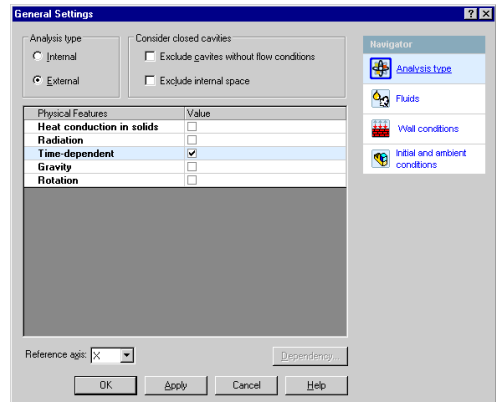 General Settings
Analysis type
Internal
External
Consider closed cavities
Exclude cavites without flow conditions
Exclude internal space
Physical Features Value
Heat conduction in solids
Radiation
Time-dependent
Gravity
Rotation
Reference axis: X
Dependency...
OK Apply Cancel Help
Navigator
Analysis type
Fluids
Wall conditions
Initial and ambient
conditions